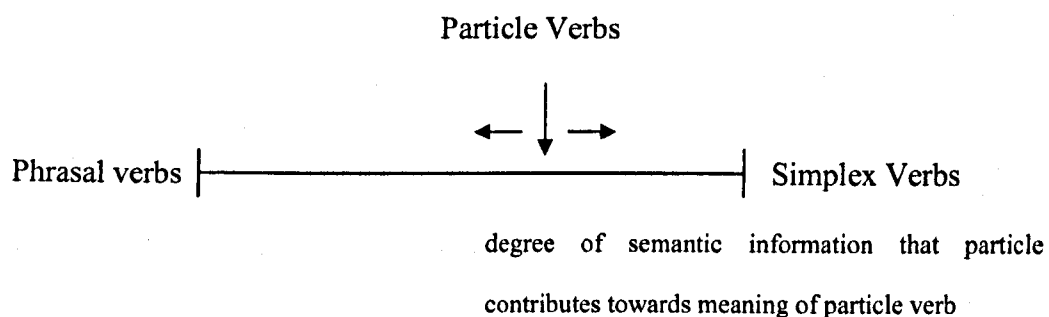 Particle Verbs
Phrasal verbs
Simplex Verbs
degree of semantic information that particle
contributes towards meaning of particle verb